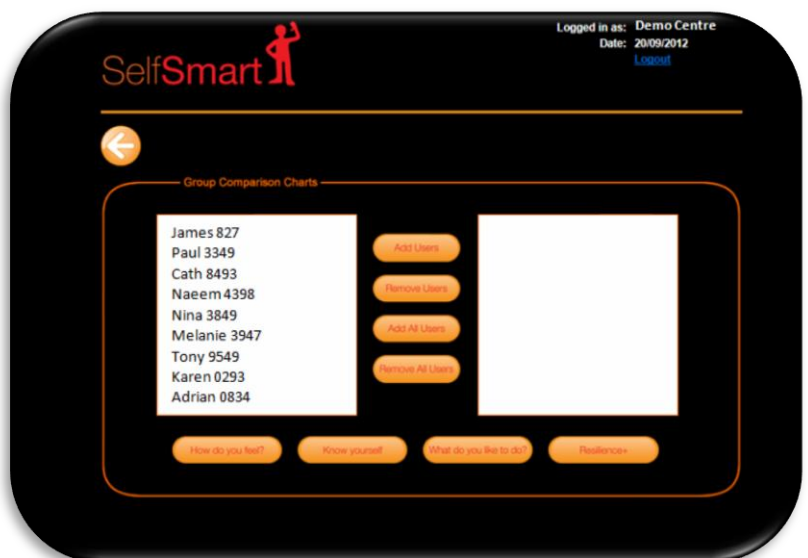 Logged in as: Demo Centre
Date: 20/09/2012
Logout
SelfSmart
Group Comparison Charts
James 827
Paul 3349
Cath 8493
Naeem 4398
Nina 3849
Melanie 3947
Tony 9549
Karen 0293
Adrian 0834
Add Users
Remove Users
Add All Users
Remove All Users
How do you feel?
Know yourself
What do you like to do?
Resilience+